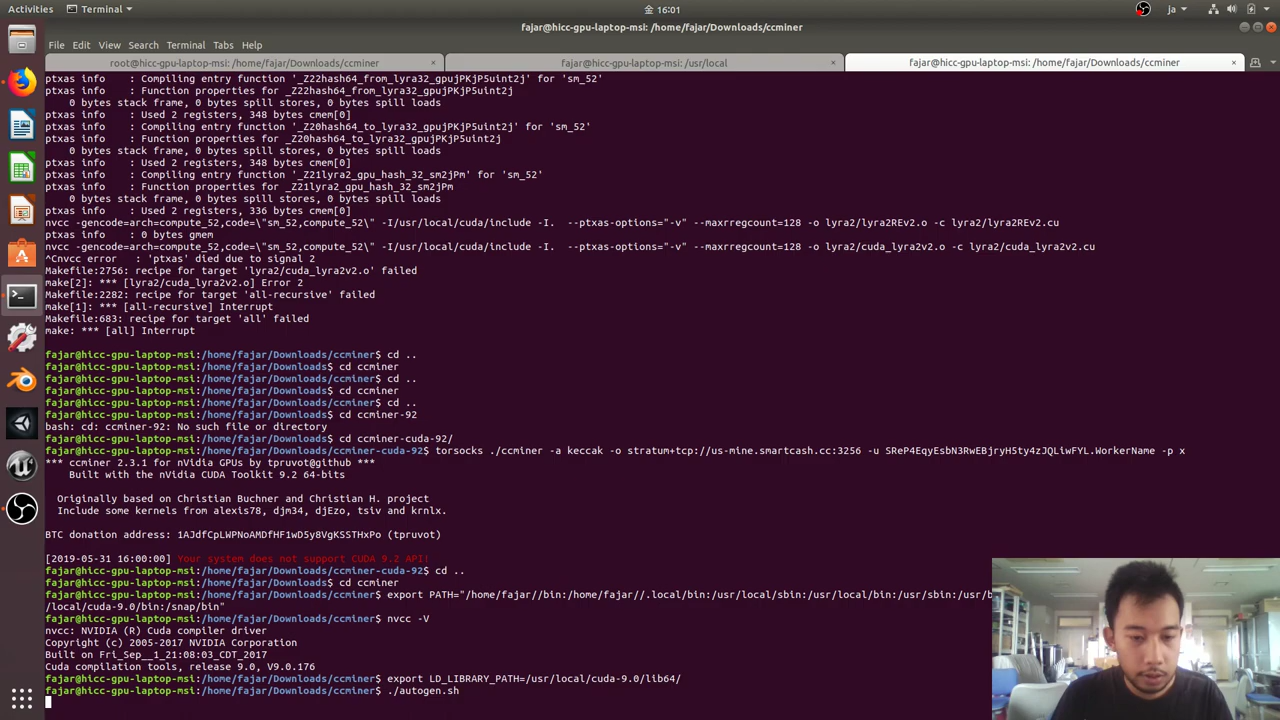 Activities
Terminal
金 16:01
ja
fajar@hicc-gpu-laptop-msi: /home/fajar/Downloads/ccminer
File Edit View Search Terminal Tabs Help
root@hicc-gpu-laptop-msi: /home/fajar/Downloads/ccminer
fajar@hicc-gpu-laptop-msi: /usr/local
fajar@hicc-gpu-laptop-msi: /home/fajar/Downloads/ccminer
ptxas info    : Compiling entry function '_Z22hash64_from_lyra32_gpujPKjP5uint2j' for 'sm_52'
ptxas info    : Function properties for _Z22hash64_from_lyra32_gpujPKjP5uint2j
    0 bytes stack frame, 0 bytes spill stores, 0 bytes spill loads
ptxas info    : Used 2 registers, 348 bytes cmem[0]
ptxas info    : Compiling entry function '_Z20hash64_to_lyra32_gpujPKjP5uint2j' for 'sm_52'
ptxas info    : Function properties for _Z20hash64_to_lyra32_gpujPKjP5uint2j
    0 bytes stack frame, 0 bytes spill stores, 0 bytes spill loads
ptxas info    : Used 2 registers, 348 bytes cmem[0]
ptxas info    : Compiling entry function '_Z21lyra2_gpu_hash_32_sm2jPm' for 'sm_52'
ptxas info    : Function properties for _Z21lyra2_gpu_hash_32_sm2jPm
    0 bytes stack frame, 0 bytes spill stores, 0 bytes spill loads
ptxas info    : Used 2 registers, 336 bytes cmem[0]
nvcc -gencode=arch=compute_52,code=\"sm_52,compute_52\" -I/usr/local/cuda/include -I.  --ptxas-options="-v" --maxrregcount=128 -o lyra2/lyra2REv2.o -c lyra2/lyra2REv2.cu
ptxas info    : 0 bytes gmem
nvcc -gencode=arch=compute_52,code=\"sm_52,compute_52\" -I/usr/local/cuda/include -I.  --ptxas-options="-v" --maxrregcount=128 -o lyra2/cuda_lyra2v2.o -c lyra2/cuda_lyra2v2.cu
^Cnvcc error   : 'ptxas' died due to signal 2
Makefile:2756: recipe for target 'lyra2/cuda_lyra2v2.o' failed
make[2]: *** [lyra2/cuda_lyra2v2.o] Error 2
Makefile:2282: recipe for target 'all-recursive' failed
make[1]: *** [all-recursive] Interrupt
Makefile:683: recipe for target 'all' failed
make: *** [all] Interrupt
fajar@hicc-gpu-laptop-msi:/home/fajar/Downloads/ccminer$ cd ..
fajar@hicc-gpu-laptop-msi:/home/fajar/Downloads$ cd ccminer
fajar@hicc-gpu-laptop-msi:/home/fajar/Downloads/ccminer$ cd ..
fajar@hicc-gpu-laptop-msi:/home/fajar/Downloads$ cd ccminer
fajar@hicc-gpu-laptop-msi:/home/fajar/Downloads/ccminer$ cd ..
fajar@hicc-gpu-laptop-msi:/home/fajar/Downloads$ cd ccminer-92
bash: cd: ccminer-92: No such file or directory
fajar@hicc-gpu-laptop-msi:/home/fajar/Downloads$ cd ccminer-cuda-92/
fajar@hicc-gpu-laptop-msi:/home/fajar/Downloads/ccminer-cuda-92$ torsocks ./ccminer -a keccak -o stratum+tcp://us-mine.smartcash.cc:3256 -u SReP4EqyEsbN3RwEBjryH5ty4zJQLiwFYL.WorkerName -p x
*** ccminer 2.3.1 for nVidia GPUs by tpruvot@github ***
    Built with the nVidia CUDA Toolkit 9.2 64-bits
  Originally based on Christian Buchner and Christian H. project
  Include some kernels from alexis78, djm34, djEzo, tsiv and krnlx.
BTC donation address: 1AJdfCpLWPNoAMDfHF1wD5y8VgKSSTHxPo (tpruvot)
[2019-05-31 16:00:00] Your system does not support CUDA 9.2 API!
fajar@hicc-gpu-laptop-msi:/home/fajar/Downloads/ccminer-cuda-92$ cd ..
fajar@hicc-gpu-laptop-msi:/home/fajar/Downloads$ cd ccminer
fajar@hicc-gpu-laptop-msi:/home/fajar/Downloads/ccminer$ export PATH="/home/fajar//bin:/home/fajar//.local/bin:/usr/local/sbin:/usr/local/bin:/usr/sbin:/usr/b
/local/cuda-9.0/bin:/snap/bin"
fajar@hicc-gpu-laptop-msi:/home/fajar/Downloads/ccminer$ nvcc -V
nvcc: NVIDIA (R) Cuda compiler driver
Copyright (c) 2005-2017 NVIDIA Corporation
Built on Fri_Sep__1_21:08:03_CDT_2017
Cuda compilation tools, release 9.0, V9.0.176
fajar@hicc-gpu-laptop-msi:/home/fajar/Downloads/ccminer$ export LD_LIBRARY_PATH=/usr/local/cuda-9.0/lib64/
fajar@hicc-gpu-laptop-msi:/home/fajar/Downloads/ccminer$ ./autogen.sh